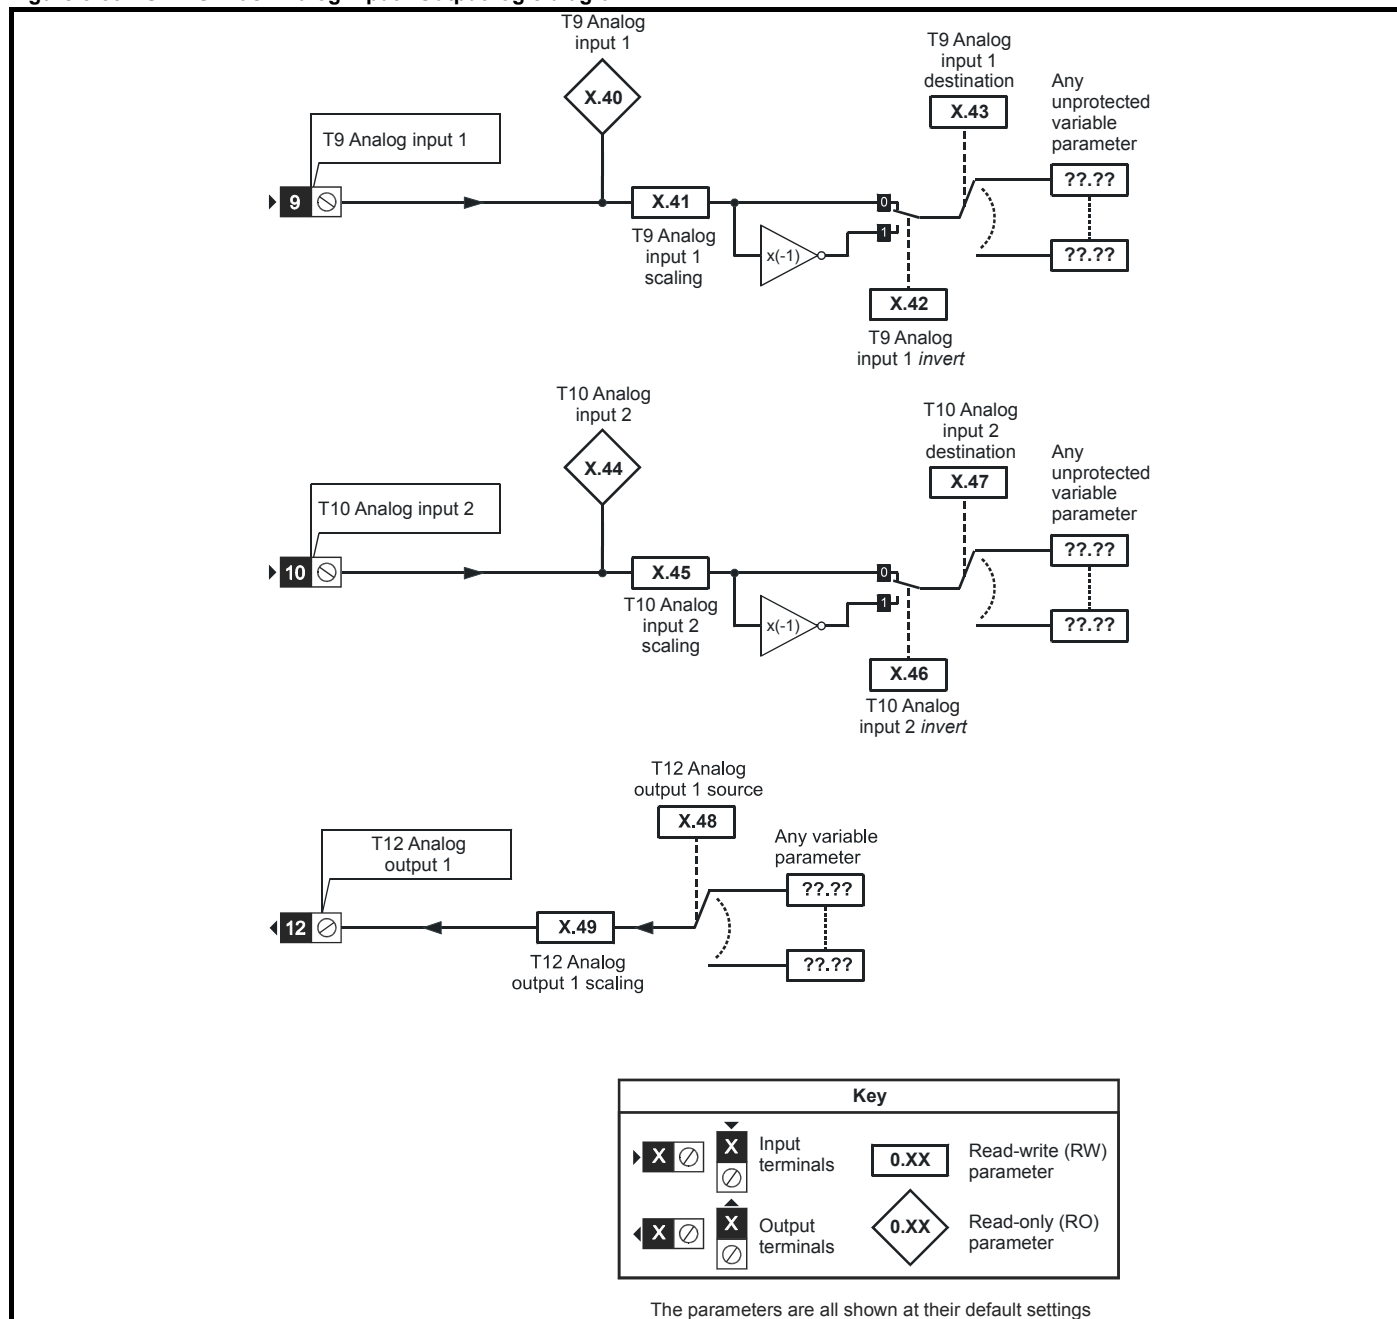 T9 Analog
input 1
X.40
T9 Analog input 1
9
X.41
T9 Analog
input 1
scaling
x(-1)
0
1
X.42
T9 Analog
input 1 invert
T9 Analog
input 1
destination
X.43
Any
unprotected
variable
parameter
??.??
??.??
T10 Analog
input 2
X.44
T10 Analog input 2
10
X.45
T10 Analog
input 2
scaling
x(-1)
0
1
X.46
T10 Analog
input 2 invert
T10 Analog
input 2
destination
X.47
Any
unprotected
variable
parameter
??.??
??.??
T12 Analog
output 1 source
X.48
T12 Analog
output 1
12
X.49
T12 Analog
output 1 scaling
Any variable
parameter
??.??
??.??
Key
X
X
Input
terminals
0.XX
Read-write (RW)
parameter
X
X
Output
terminals
0.XX
Read-only (RO)
parameter
The parameters are all shown at their default settings